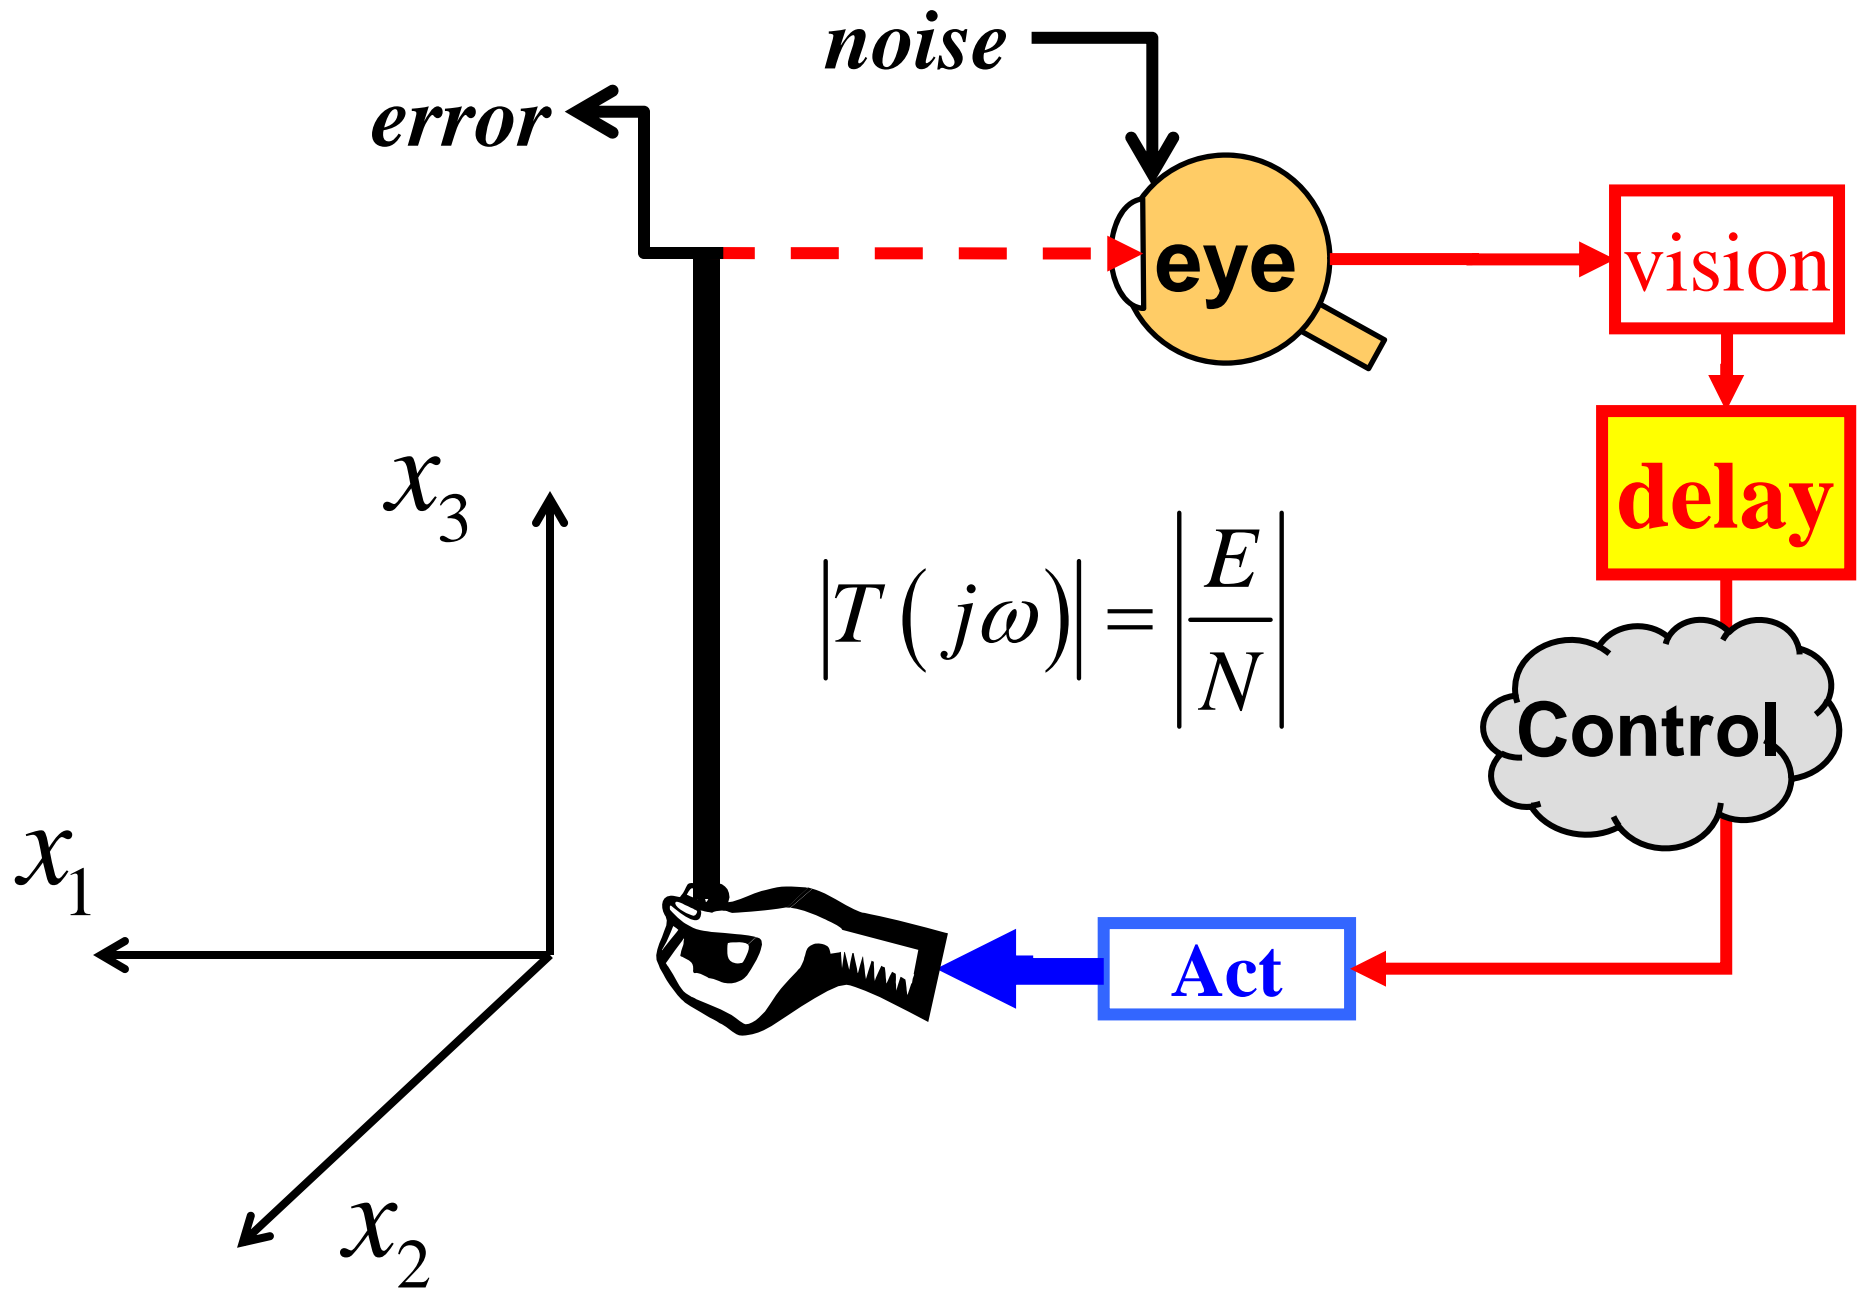 noise
error
eye
vision
delay
x₃
|T(jω)| = |E/N|
Control
x₁
Act
x₂